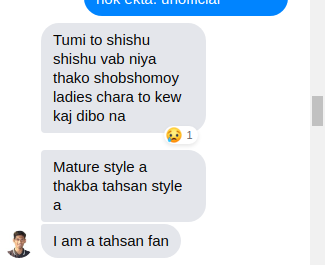 nok ekta. unofficial
Tumi to shishu
shishu vab niya
thako shobshomoy
ladies chara to kew
kaj dibo na
1
Mature style a
thakba tahsan style
a
I am a tahsan fan